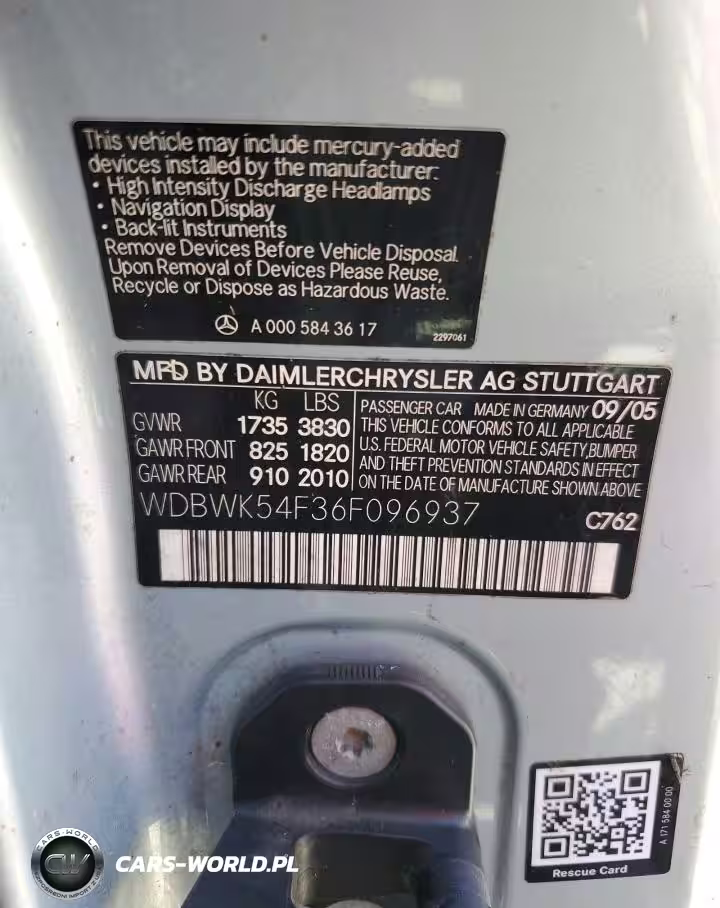 This vehicle may include mercury-added
devices installed by the manufacturer:
• High Intensity Discharge Headlamps
• Navigation Display
• Back-lit Instruments
Remove Devices Before Vehicle Disposal.
Upon Removal of Devices Please Reuse,
Recycle or Dispose as Hazardous Waste.
A 000 584 36 17
2297061
MFD BY DAIMLERCHRYSLER AG STUTTGART
KG LBS
GVWR 1735 3830
GAWR FRONT 825 1820
GAWR REAR 910 2010
PASSENGER CAR MADE IN GERMANY 09/05
THIS VEHICLE CONFORMS TO ALL APPLICABLE
U.S. FEDERAL MOTOR VEHICLE SAFETY, BUMPER
AND THEFT PREVENTION STANDARDS IN EFFECT
ON THE DATE OF MANUFACTURE SHOWN ABOVE
WDBWK54F36F096937
C762
A 171 584 00 00
Rescue Card
CARS-WORLD
CW
CARS-WORLD.PL